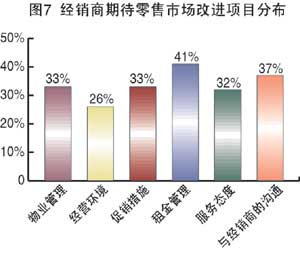 图7 经销商期待零售市场改进项目分布
50%
40%
30%
20%
10%
0
33%
26%
33%
41%
32%
37%
物业管理
经营环境
促销措施
租金管理
服务态度
与经销商的沟通